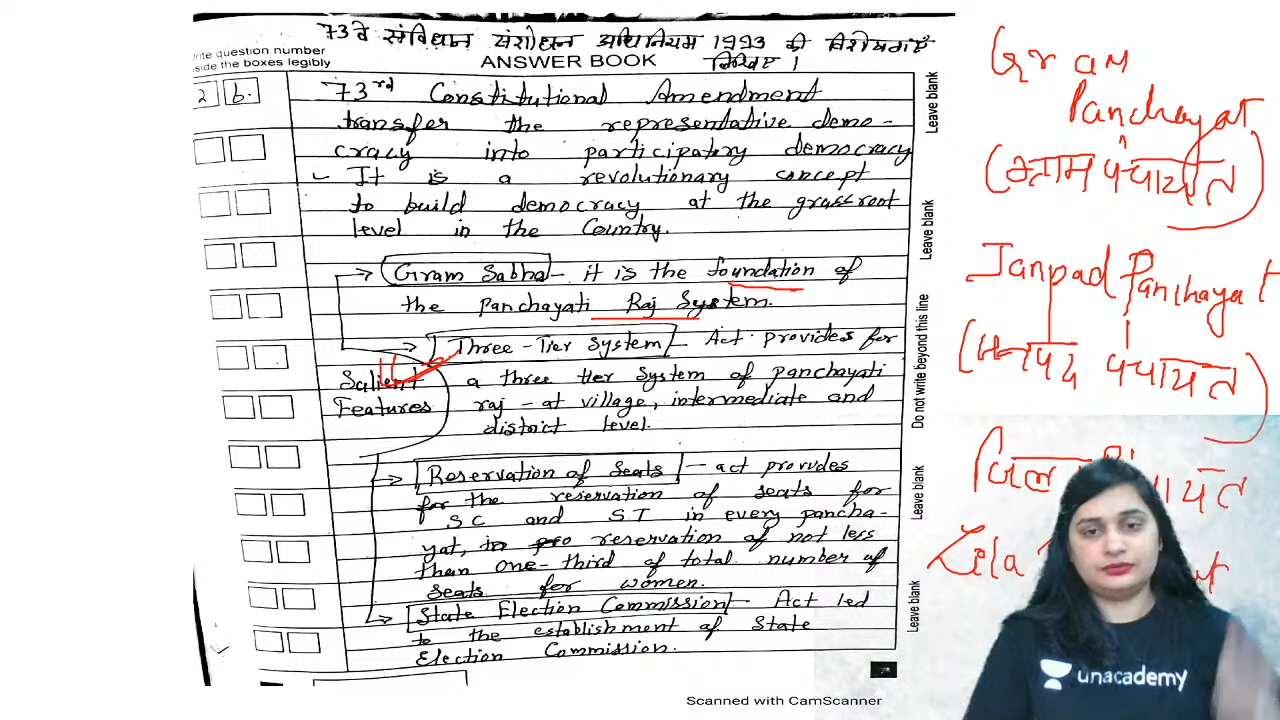 73वे संविधान संशोधन अधिनियम 1993 की विशेषताएँ
लिखिए ।
rite question number
side the boxes legibly
ANSWER BOOK
2 b.
73rd Constitutional Amendment
transfer the representative demo-
cracy into participatory democracy
- It is a revolutionary concept
to build democracy at the grassroot
level in the Country.
→ Gram Sabha - it is the foundation of
the Panchayati Raj System.
→ Three-Tier System - Act provides for
Salient a three tier System of Panchayati
Features raj - at village, intermediate and
district level.
→ Reservation of Seats - act provides
for the reservation of seats for
SC and ST in every pancha-
yat, reservation of not less
than one-third of total number of
seats for women.
→ State Election Commission - Act led
to the establishment of State
Election Commission.
Leave blank
Leave blank
Do not write beyond this line
Leave blank
Leave blank
Gram
Panchayat
(ग्राम पंचायत)
Janpad Panchayat
(जनपद पंचायत)
Zila
unacademy
Scanned with CamScanner